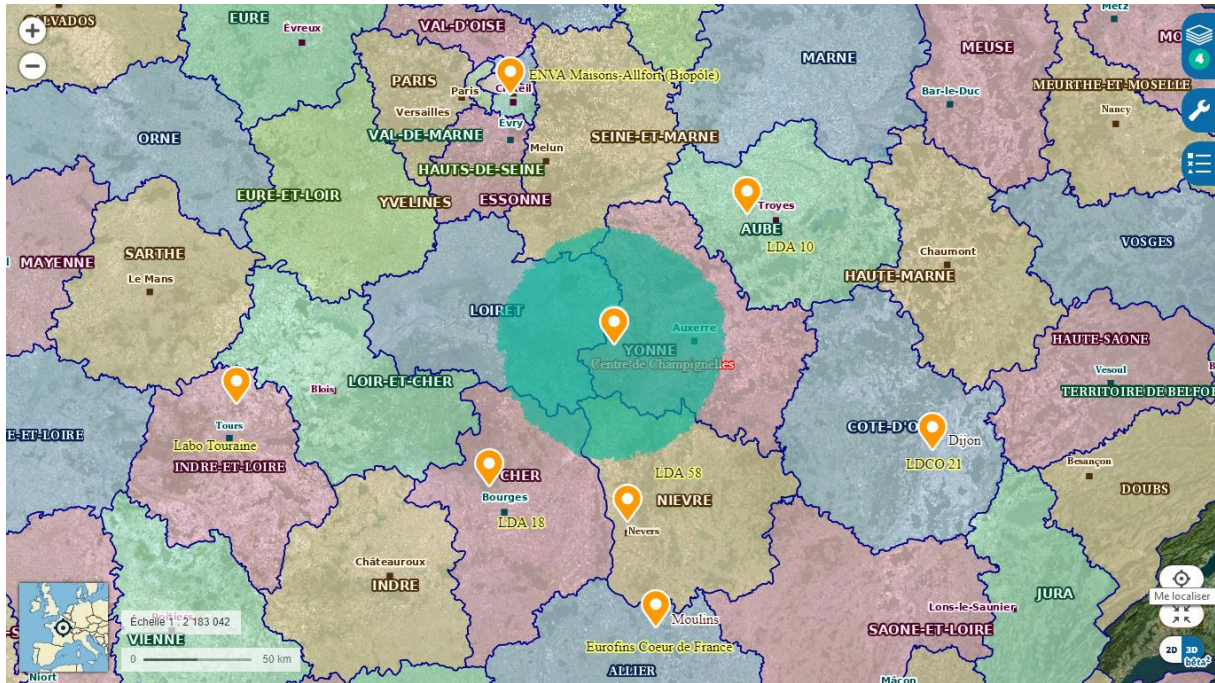 CALVADOS
EURE
Évreux
VAL-D'OISE
MARNE
MEUSE
Metz
MO
4
PARIS
Paris
Créteil
ENVA Maisons-Allfort (Biopôle)
Versailles
Bar-le-Duc
MEURTHE-ET-MOSELLE
Nancy
ORNE
VAL-DE-MARNE
Évry
SEINE-ET-MARNE
Melun
HAUTS-DE-SEINE
EURE-ET-LOIR
YVELINES
ESSONNE
Troyes
AUBE
LDA 10
VOSGES
MAYENNE
SARTHE
Le Mans
Chaumont
HAUTE-MARNE
LOIRET
Auxerre
YONNE
Centre de Champignelles
HAUTE-SAONE
Vesoul
TERRITOIRE DE BELFO
Blois
LOIR-ET-CHER
Tours
Labo Touraine
INDRE-ET-LOIRE
E-ET-LOIRE
COTE-D'O
Dijon
LDCO 21
Besançon
DOUBS
CHER
Bourges
LDA 18
LDA 58
NIEVRE
Nevers
Châteauroux
INDRE
JURA
Me localiser
Lons-le-Saunier
Moulins
SAONE-ET-LOIRE
Eurofins Coeur de France
ALLIER
Mâcon
Poitiers
Échelle 1 : 2 183 042
VIENNE
0 50 km
Niort
2D 3D
bêta